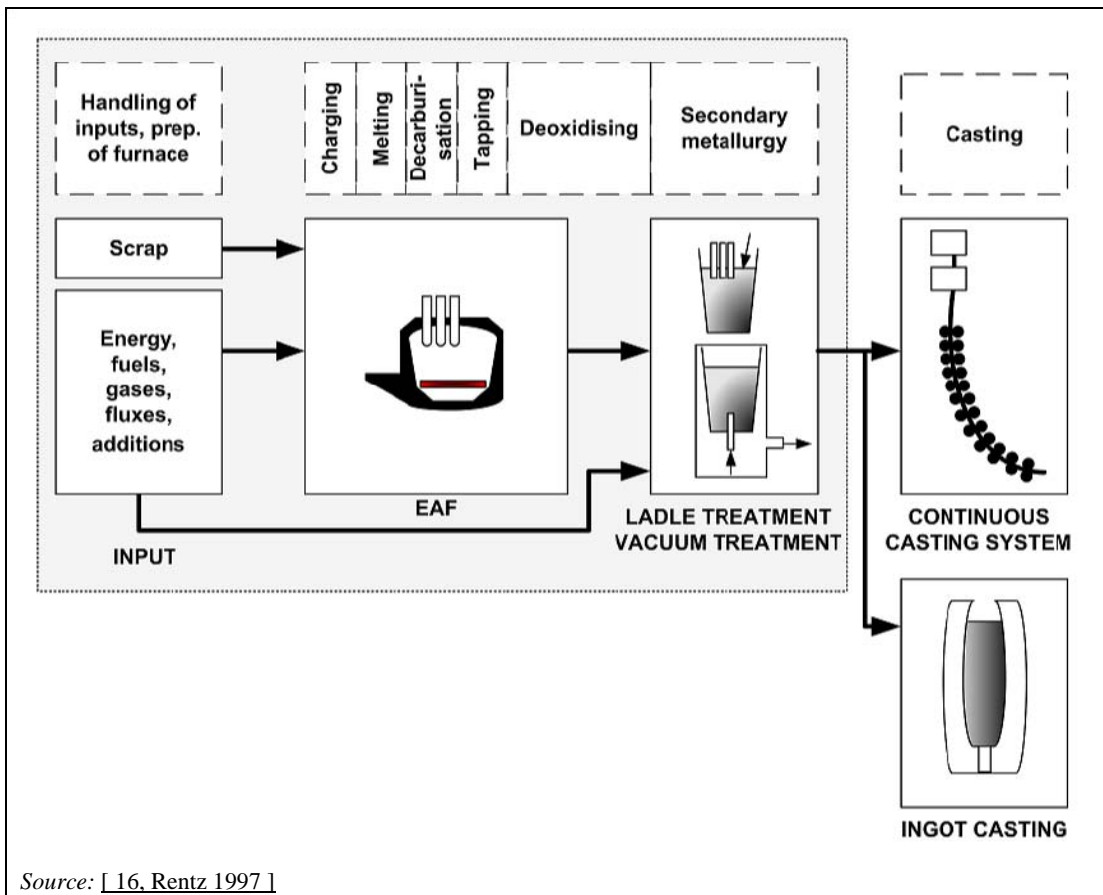 Handling of
inputs, prep.
of furnace
Charging
Melting
Decarburi-
sation
Tapping
Deoxidising
Secondary
metallurgy
Casting
Scrap
Energy,
fuels,
gases,
fluxes,
additions
INPUT
EAF
LADLE TREATMENT
VACUUM TREATMENT
CONTINUOUS
CASTING SYSTEM
INGOT CASTING
Source: [ 16, Rentz 1997 ]